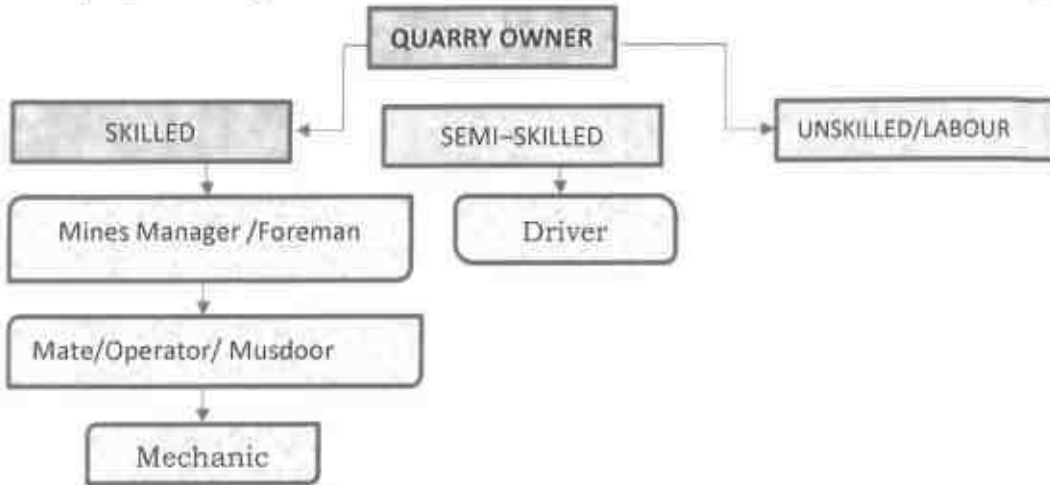 QUARRY OWNER
SKILLED
SEMI–SKILLED
UNSKILLED/LABOUR
Mines Manager /Foreman
Driver
Mate/Operator/ Musdoor
Mechanic